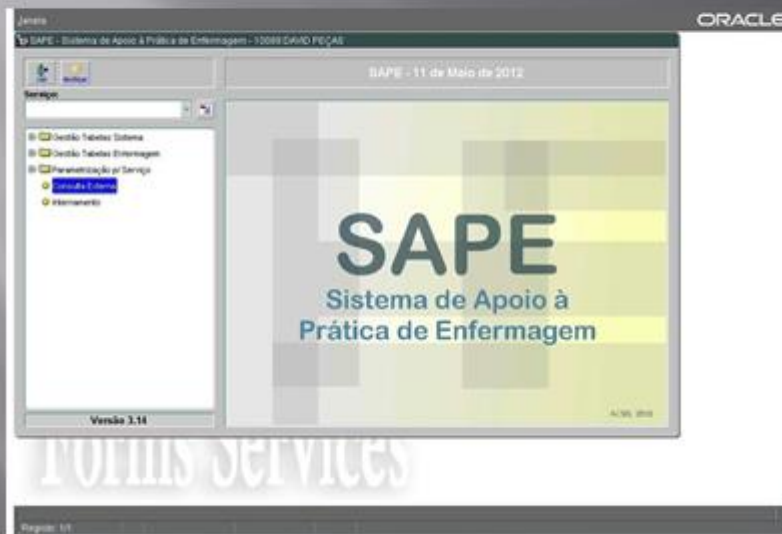 Janela
ORACLE
SAPE - Sistema de Apoio à Prática de Enfermagem - 10089 DAVID PEÇAS
SAPE - 11 de Maio de 2012
Serviço:
Gestão Tabelas Sistema
Gestão Tabelas Enfermagem
Parametrização p/ Serviço
Consulta Externa
Internamento
SAPE
Sistema de Apoio à
Prática de Enfermagem
Versão 3.14
Forms Services
Registo: 1/1